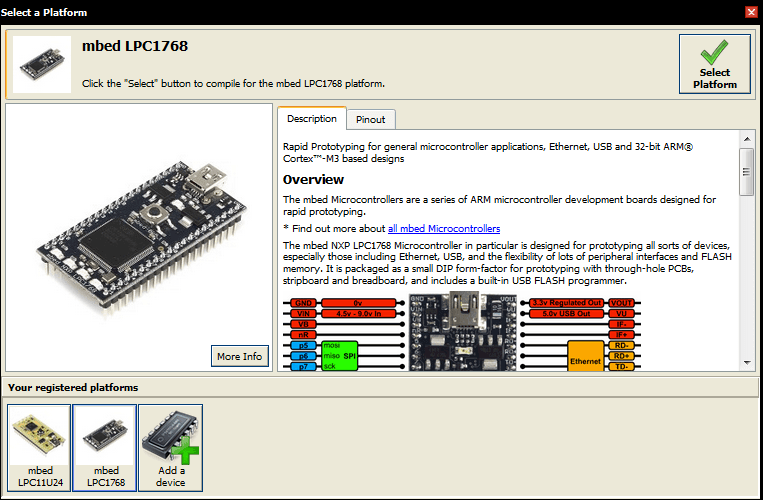 Select a Platform
mbed LPC1768
Click the "Select" button to compile for the mbed LPC1768 platform.
Select
Platform
Description
Pinout
Rapid Prototyping for general microcontroller applications, Ethernet, USB and 32-bit ARM®
Cortex™-M3 based designs
Overview
The mbed Microcontrollers are a series of ARM microcontroller development boards designed for
rapid prototyping.
* Find out more about all mbed Microcontrollers
The mbed NXP LPC1768 Microcontroller in particular is designed for prototyping all sorts of devices,
especially those including Ethernet, USB, and the flexibility of lots of peripheral interfaces and FLASH
memory. It is packaged as a small DIP form-factor for prototyping with through-hole PCBs,
stripboard and breadboard, and includes a built-in USB FLASH programmer.
GND 0v 3.3v Regulated Out VOUT
VIN 4.5v - 9.0v in 5.0v USB Out VU
VB IF-
nR IF+
p5 mosi RD-
p6 miso SPI Ethernet RD+
p7 sck TD-
More Info
Your registered platforms
mbed
LPC11U24
mbed
LPC1768
Add a
device